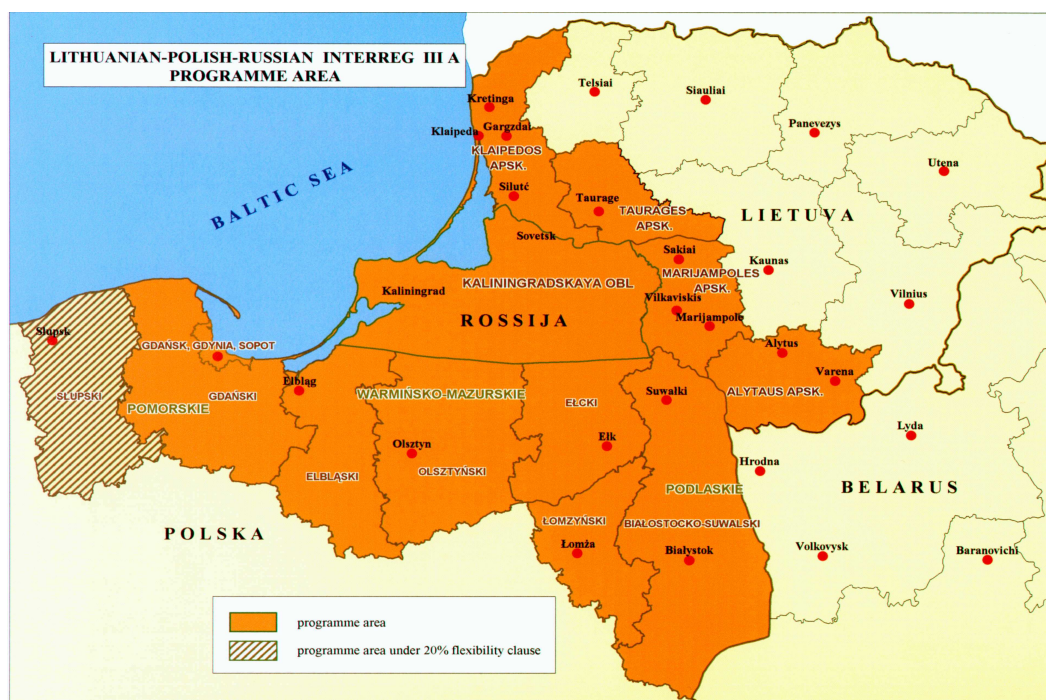 LITHUANIAN-POLISH-RUSSIAN INTERREG III A
PROGRAMME AREA
Telsiai
Siauliai
Kretinga
Panevezys
Klaipeda
Gargzdai
KLAIPEDOS
APSK.
Utena
BALTIC SEA
Silutė
Taurage
TAURAGES
APSK.
LIETUVA
Sovetsk
Sakiai
Kaunas
MARIJAMPOLES
APSK.
KALININGRADSKAYA OBL
Kaliningrad
Vilkaviskis
Vilnius
ROSSIJA
Marijampole
Słupsk
GDAŃSK, GDYNIA, SOPOT
Alytus
Varena
Elbląg
SŁUPSKI
GDAŃSKI
POMORSKIE
WARMIŃSKO-MAZURSKIE
EŁCKI
Suwalki
ALYTAUS APSK.
Olsztyn
Ełk
Lyda
ELBLĄSKI
OLSZTYŃSKI
Hrodna
PODLASKIE
BELARUS
POLSKA
ŁOMZYŃSKI
BIAŁOSTOCKO-SUWALSKI
Łomża
Białystok
Volkovysk
Baranovichi
programme area
programme area under 20% flexibility clause